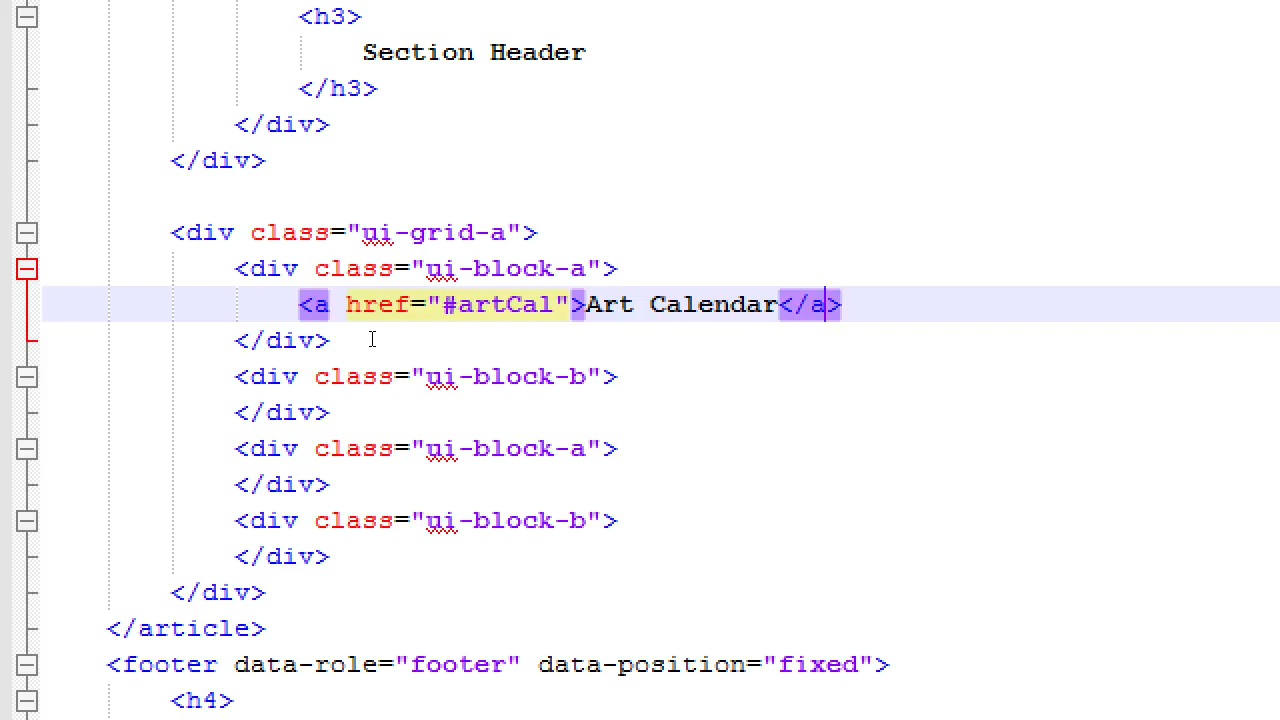 <h3>
Section Header
</h3>
</div>
</div>
<div class="ui-grid-a">
<div class="ui-block-a">
<a href="#artCal">Art Calendar</a>
</div>
<div class="ui-block-b">
</div>
<div class="ui-block-a">
</div>
<div class="ui-block-b">
</div>
</div>
</article>
<footer data-role="footer" data-position="fixed">
<h4>